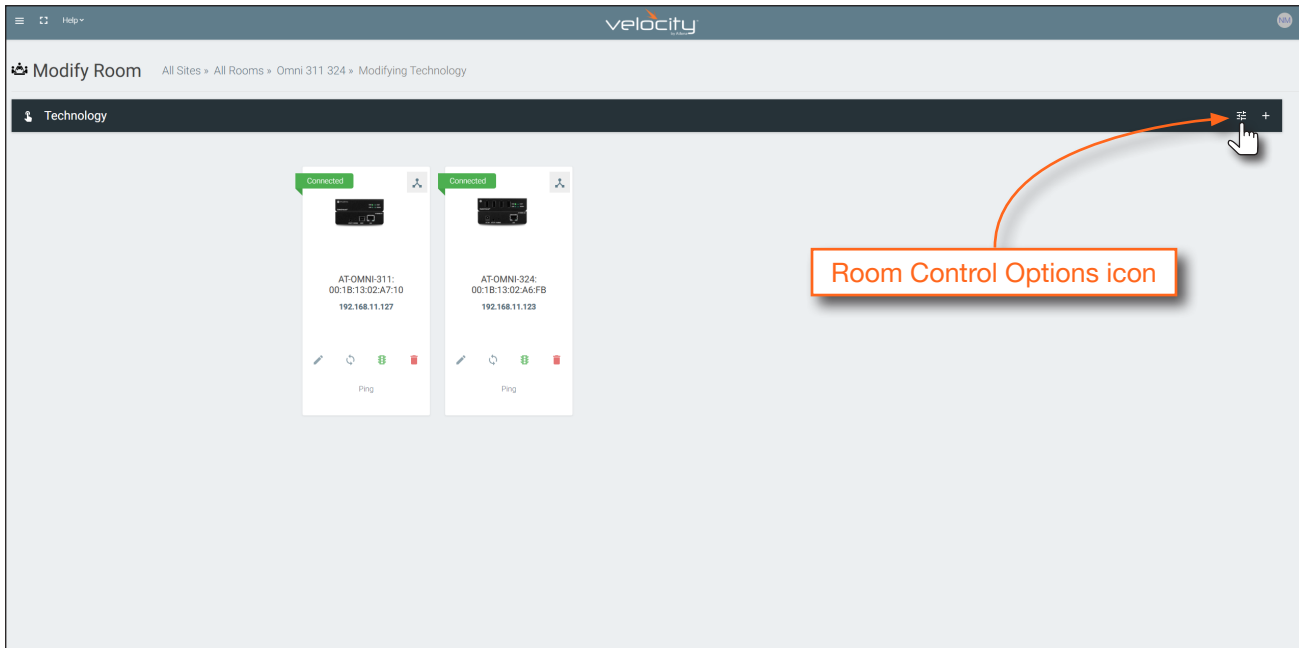 Help
velocity
by Atlona
NM
Modify Room
All Sites » All Rooms » Omni 311 324 » Modifying Technology
Technology
Room Control Options icon
Connected
AT-OMNI-311:
00:1B:13:02:A7:10
192.168.11.127
Ping
Connected
AT-OMNI-324:
00:1B:13:02:A6:FB
192.168.11.123
Ping